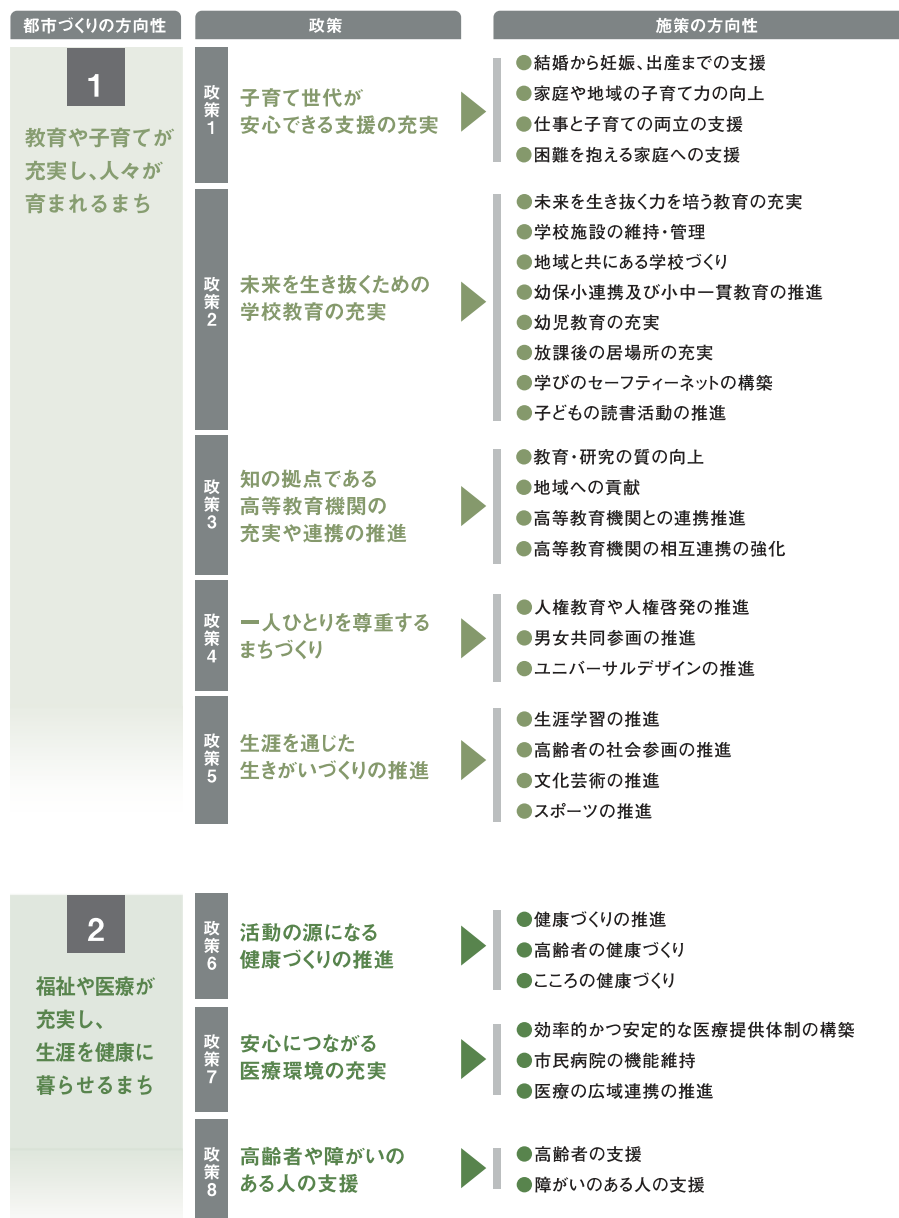 都市づくりの方向性
政策
施策の方向性
1
教育や子育てが
充実し、人々が
育まれるまち
政策1
子育て世代が
安心できる支援の充実
●結婚から妊娠、出産までの支援
●家庭や地域の子育て力の向上
●仕事と子育ての両立の支援
●困難を抱える家庭への支援
政策2
未来を生き抜くための
学校教育の充実
●未来を生き抜く力を培う教育の充実
●学校施設の維持・管理
●地域と共にある学校づくり
●幼保小連携及び小中一貫教育の推進
●幼児教育の充実
●放課後の居場所の充実
●学びのセーフティーネットの構築
●子どもの読書活動の推進
政策3
知の拠点である
高等教育機関の
充実や連携の推進
●教育・研究の質の向上
●地域への貢献
●高等教育機関との連携推進
●高等教育機関の相互連携の強化
政策4
一人ひとりを尊重する
まちづくり
●人権教育や人権啓発の推進
●男女共同参画の推進
●ユニバーサルデザインの推進
政策5
生涯を通じた
生きがいづくりの推進
●生涯学習の推進
●高齢者の社会参画の推進
●文化芸術の推進
●スポーツの推進
2
福祉や医療が
充実し、
生涯を健康に
暮らせるまち
政策6
活動の源になる
健康づくりの推進
●健康づくりの推進
●高齢者の健康づくり
●こころの健康づくり
政策7
安心につながる
医療環境の充実
●効率的かつ安定的な医療提供体制の構築
●市民病院の機能維持
●医療の広域連携の推進
政策8
高齢者や障がいの
ある人の支援
●高齢者の支援
●障がいのある人の支援